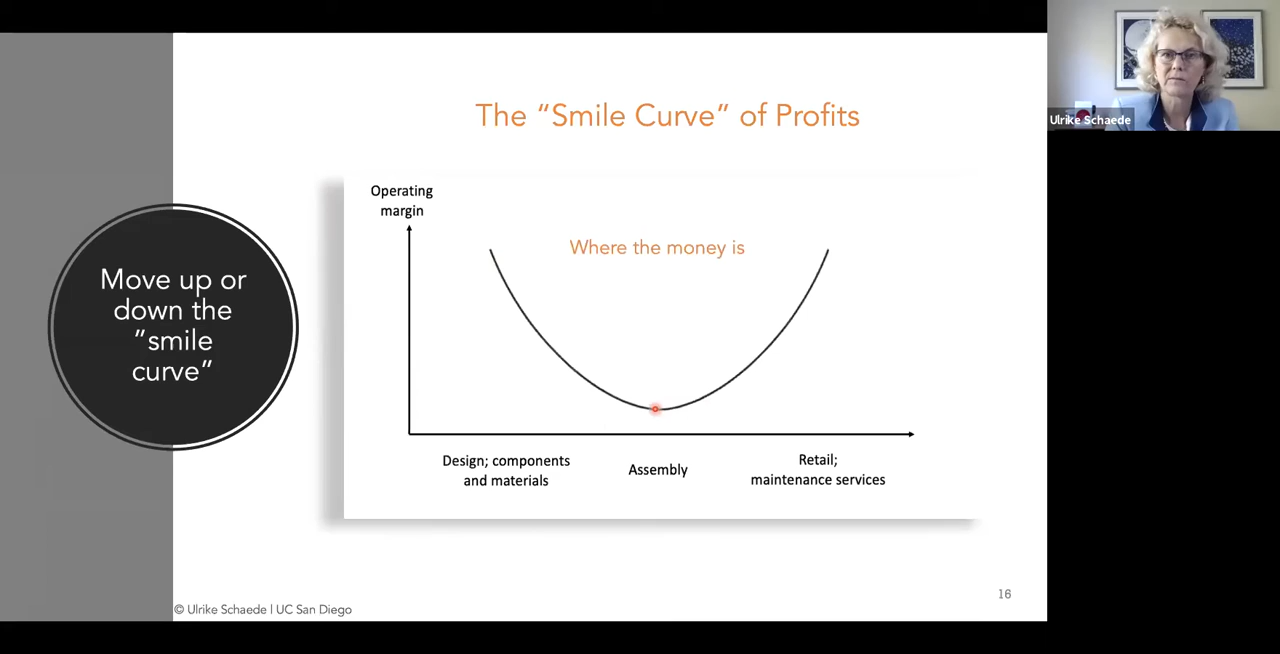 The “Smile Curve” of Profits
Ulrike Schaede
Move up or
down the
”smile
curve”
Operating
margin
Where the money is
Design; components
and materials
Assembly
Retail;
maintenance services
16
© Ulrike Schaede | UC San Diego